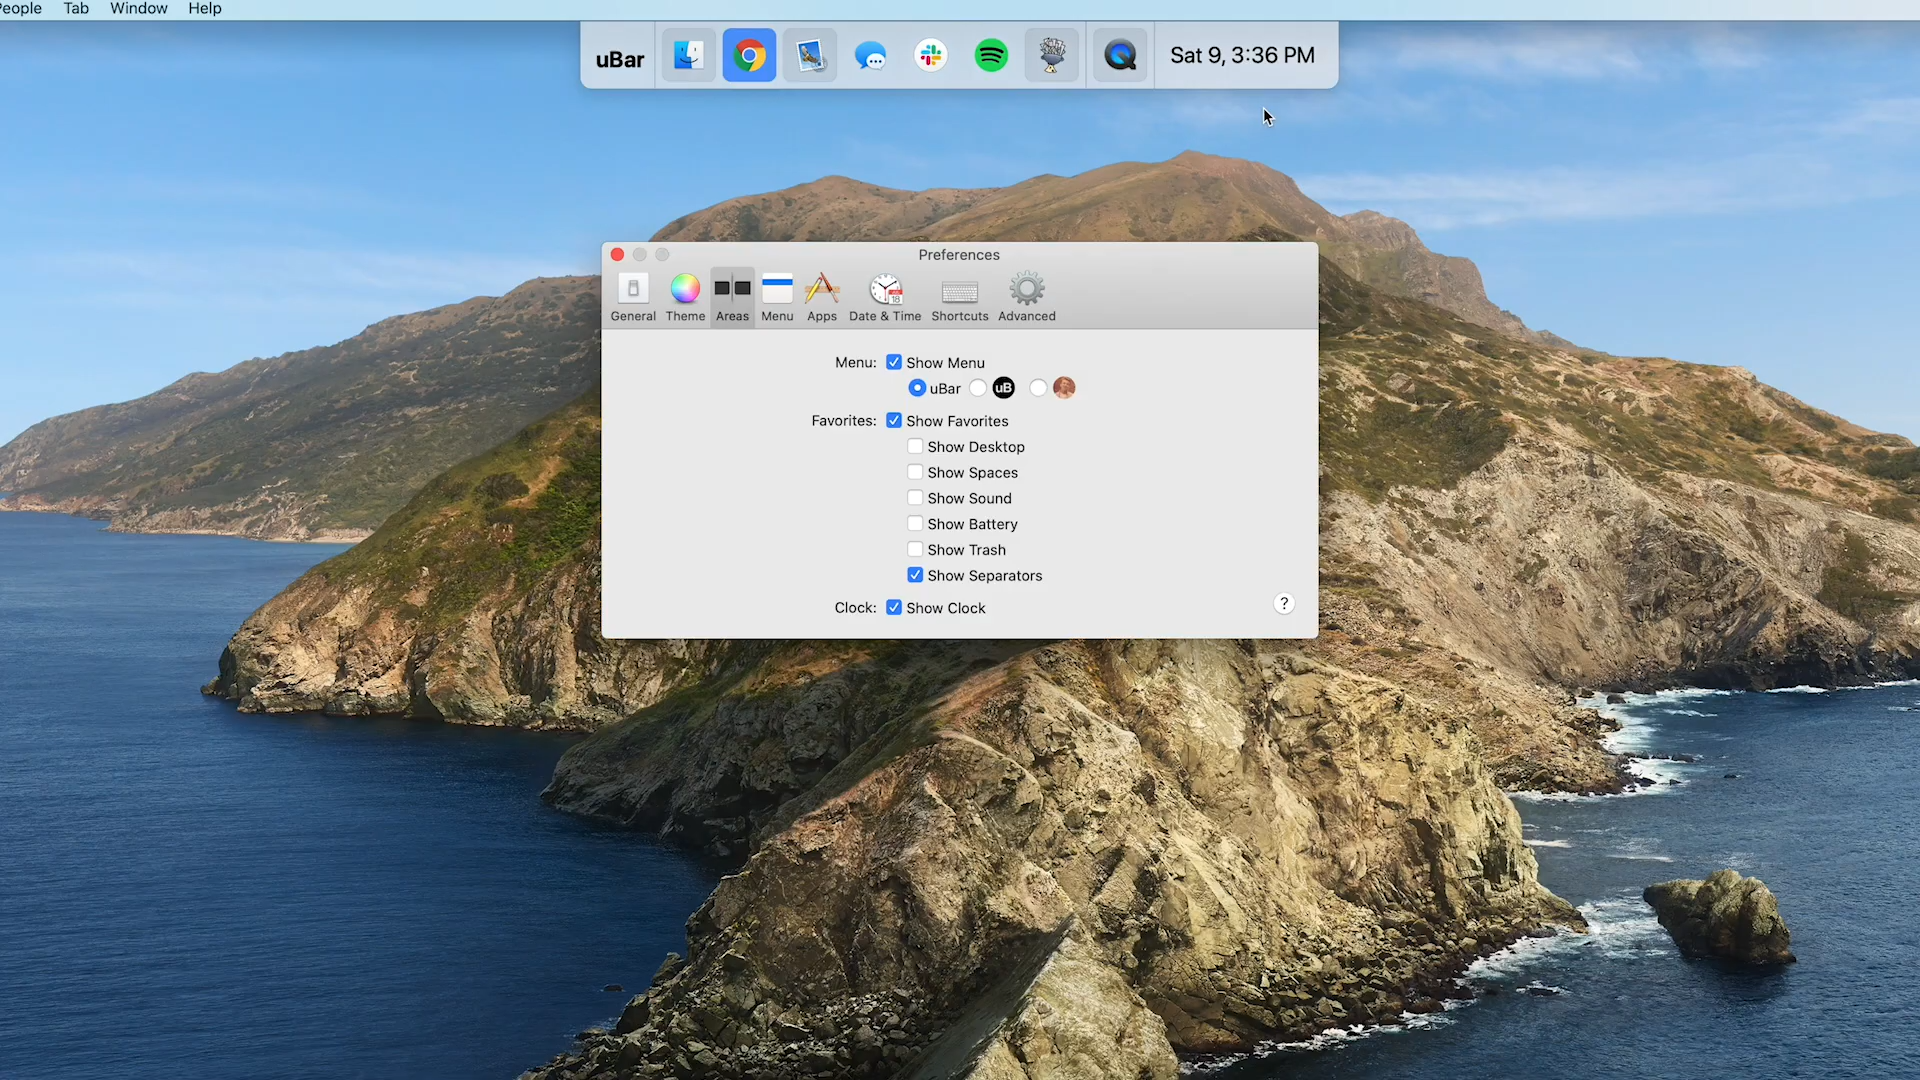 People Tab Window Help
uBar Sat 9, 3:36 PM
Preferences
18
General Theme Areas Menu Apps Date & Time Shortcuts Advanced
Menu: Show Menu
uBar uB
Favorites: Show Favorites
Show Desktop
Show Spaces
Show Sound
Show Battery
Show Trash
Show Separators
Clock: Show Clock
?